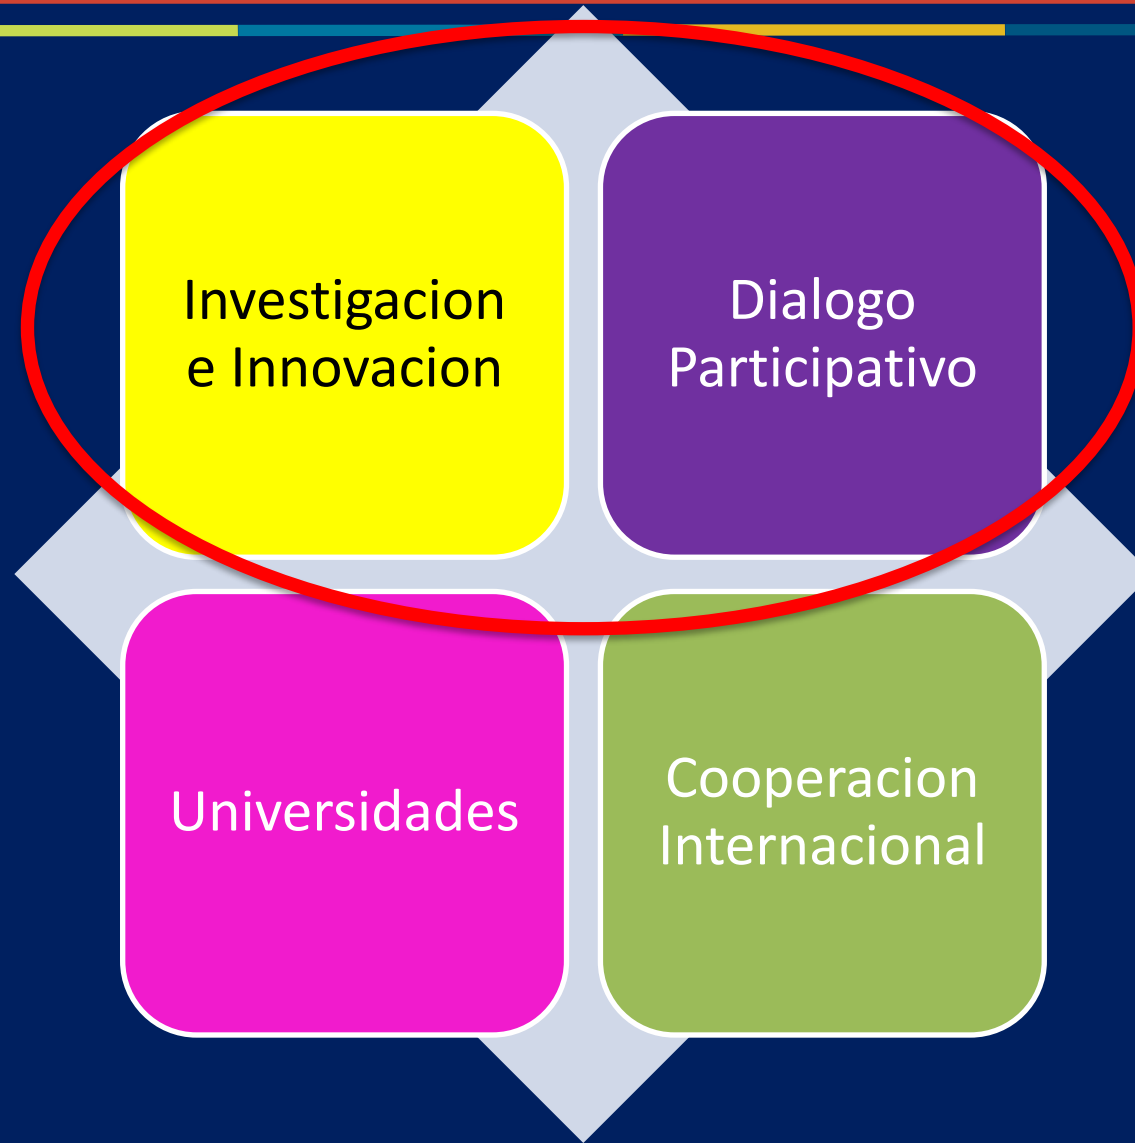 Investigacion
e Innovacion
Dialogo
Participativo
Universidades
Cooperacion
Internacional